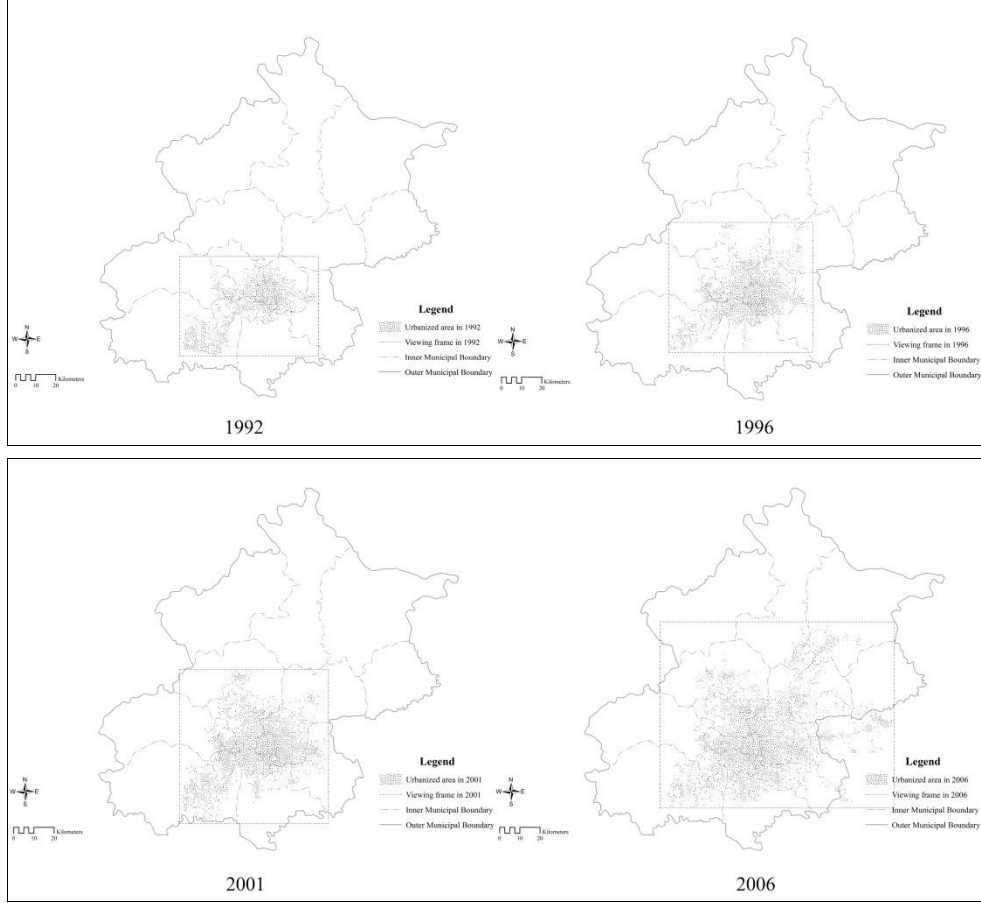 Legend
Urbanized area in 1992
Viewing frame in 1992
Inner Municipal Boundary
Outer Municipal Boundary
N
W E
S
Kilometers
0 10 20
1992
Legend
Urbanized area in 1996
Viewing frame in 1996
Inner Municipal Boundary
Outer Municipal Boundary
N
W E
S
Kilometers
0 10 20
1996
Legend
Urbanized area in 2001
Viewing frame in 2001
Inner Municipal Boundary
Outer Municipal Boundary
N
W E
S
Kilometers
0 10 20
2001
Legend
Urbanized area in 2006
Viewing frame in 2006
Inner Municipal Boundary
Outer Municipal Boundary
N
W E
S
Kilometers
0 10 20
2006